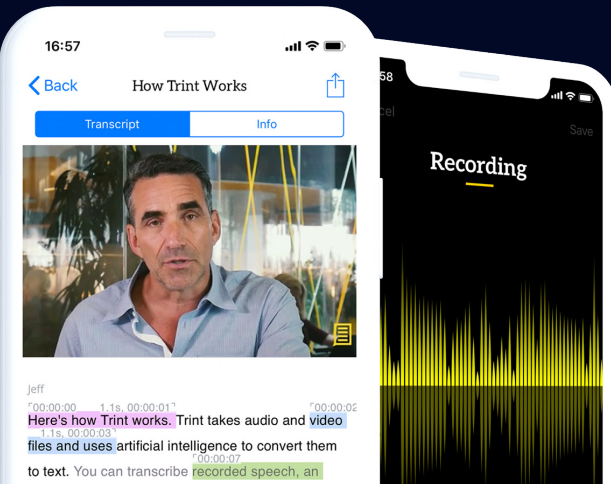 16:57
Back
How Trint Works
Transcript
Info
Jeff
00:00:00 1.1s, 00:00:01 00:00:02
Here's how Trint works. Trint takes audio and video
1.1s, 00:00:03
files and uses artificial intelligence to convert them
00:00:07
to text. You can transcribe recorded speech, an
58
cel
Save
Recording